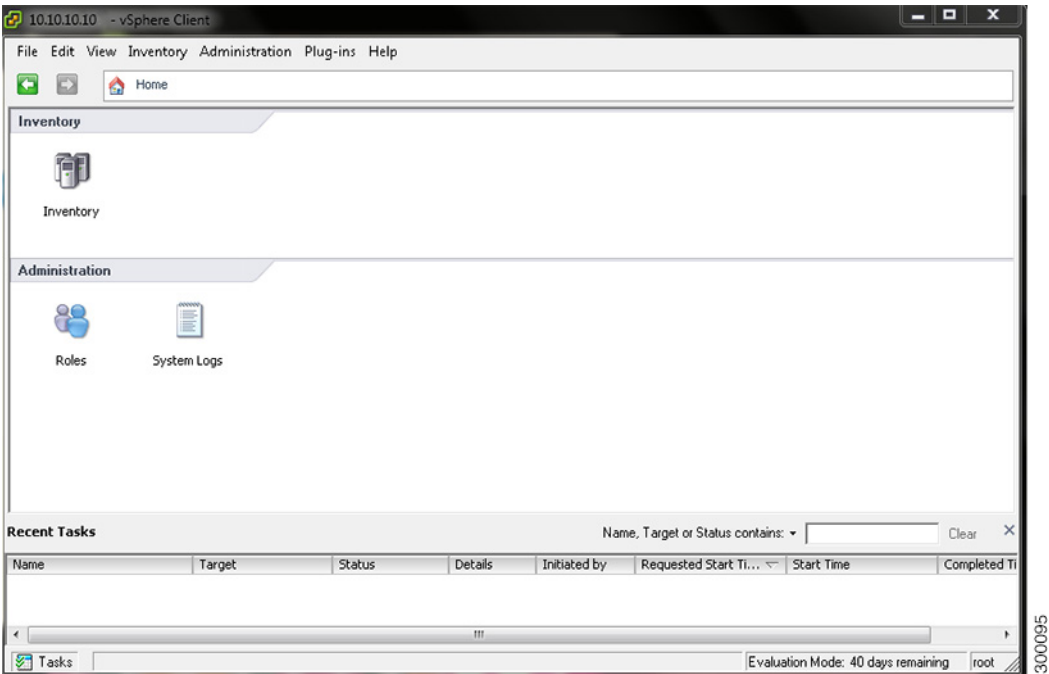 10.10.10.10 - vSphere Client
File Edit View Inventory Administration Plug-ins Help
Home
Inventory
Inventory
Administration
Roles System Logs
Recent Tasks Name, Target or Status contains: Clear
Name Target Status Details Initiated by Requested Start Ti... Start Time Completed Ti
Tasks Evaluation Mode: 40 days remaining root
300095